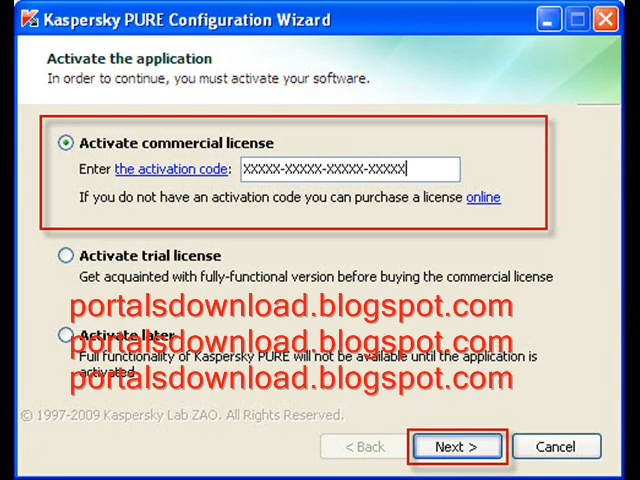 Kaspersky PURE Configuration Wizard
Activate the application
In order to continue, you must activate your software.
Activate commercial license
Enter the activation code: XXXXX-XXXXX-XXXXX-XXXXX
If you do not have an activation code you can purchase a license online
Activate trial license
Get acquainted with fully-functional version before buying the commercial license
portalsdownload.blogspot.com
Activate later
portalsdownload.blogspot.com
Full functionality of Kaspersky PURE will not be available until the application is
activated
portalsdownload.blogspot.com
© 1997-2009 Kaspersky Lab ZAO. All Rights Reserved.
< Back Next > Cancel